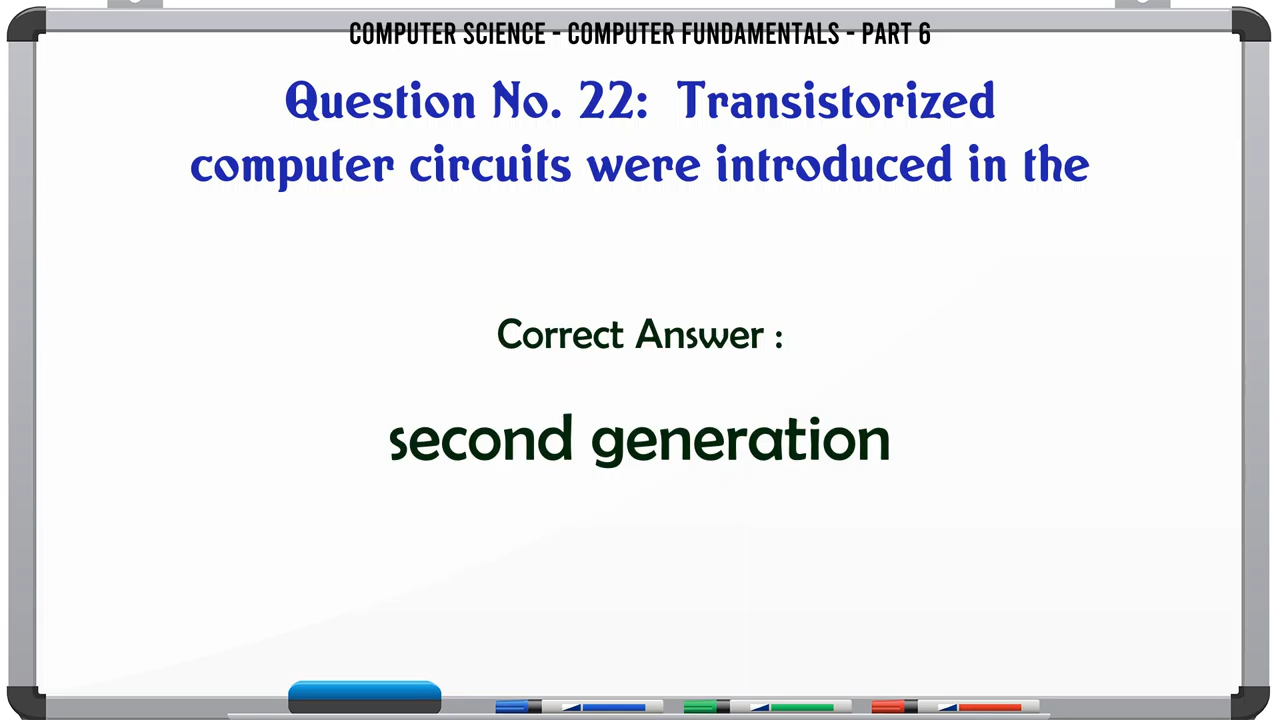 COMPUTER SCIENCE - COMPUTER FUNDAMENTALS - PART 6
Question No. 22: Transistorized
computer circuits were introduced in the
Correct Answer :
second generation